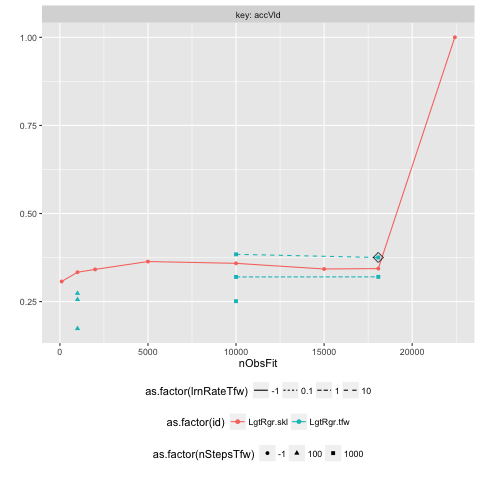 key: accVld
1.00
0.75
0.50
0.25
0 5000 10000 15000 20000
nObsFit
as.factor(lrnRateTfw) -1 0.1 1 10
as.factor(id) LgtRgr.skl LgtRgr.tfw
as.factor(nStepsTfw) -1 100 1000